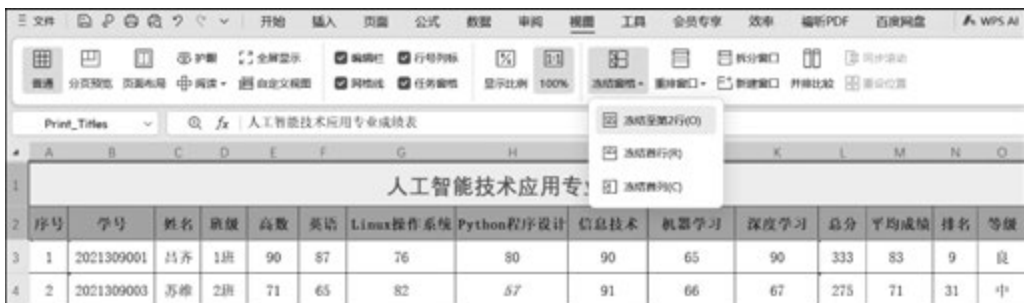 三 文件 开始 插入 页面 公式 数据 审阅 视图 工具 会员专享 效率 福昕PDF 百度网盘 WPS AI
护眼 全屏显示 编辑栏 行号列标 拆分窗口 同步滚动
普通 分页预览 页面布局 阅读 自定义视图 网格线 任务窗格 显示比例 100% 冻结窗格 重排窗口 新建窗口 并排比较 重设位置
Print_Titles fx 人工智能技术应用专业成绩表
冻结至第2行(O)
冻结首行(R)
冻结首列(C)
A B C D E F G H K L M N O
1 人工智能技术应用专
2 序号 学号 姓名 班级 高数 英语 Linux操作系统 Python程序设计 信息技术 机器学习 深度学习 总分 平均成绩 排名 等级
3 1 2021309001 吕齐 1班 90 87 76 80 90 65 90 333 83 9 良
4 2 2021309003 苏维 2班 71 65 82 57 91 66 67 275 71 31 中